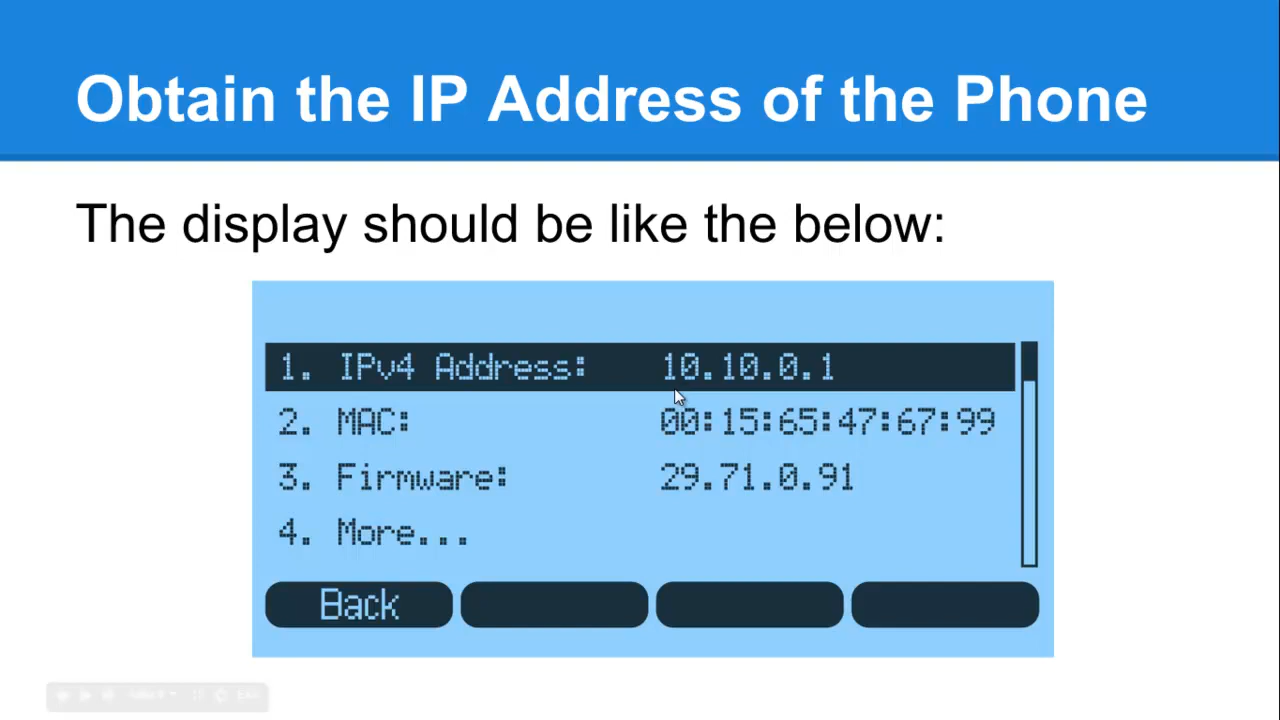 Obtain the IP Address of the Phone
The display should be like the below:
1. IPv4 Address: 10.10.0.1
2. MAC: 00:15:65:47:67:99
3. Firmware: 29.71.0.91
4. More...
Back